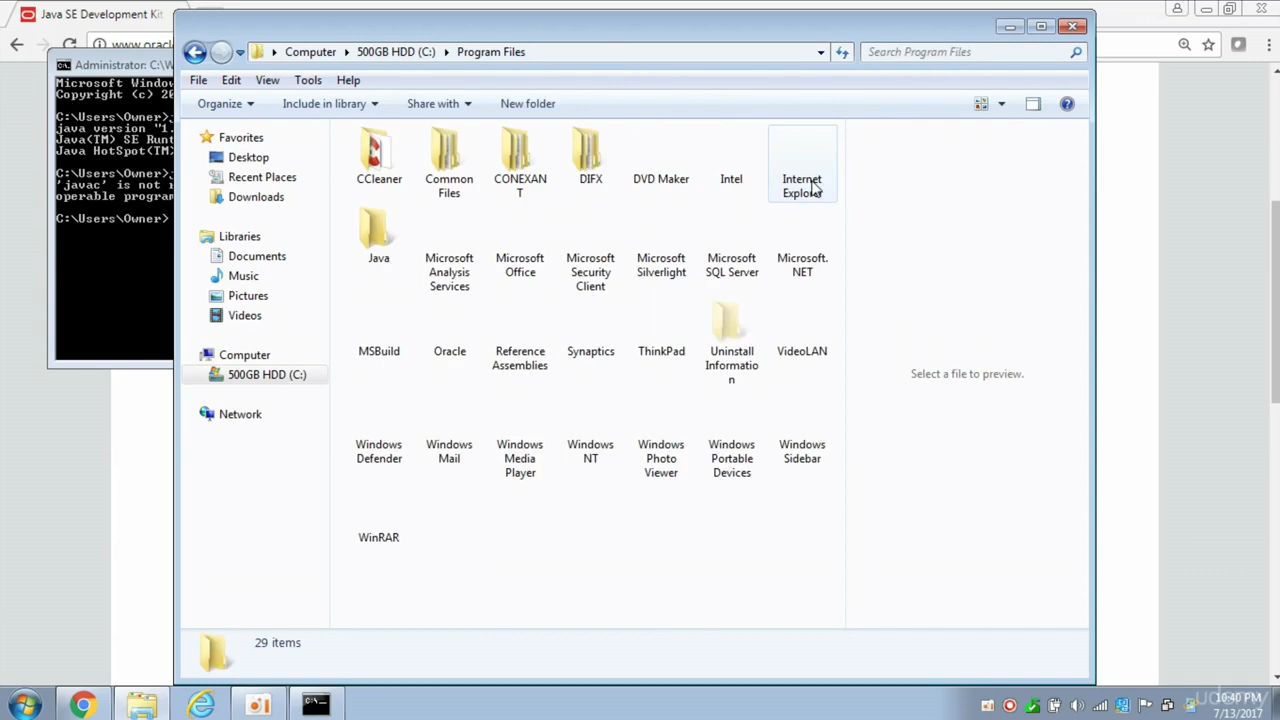 Java SE Development Kit
www.oracl
Administrator: C:\W
Microsoft Window
Copyright (c) 20
C:\Users\Owner>j
java version "1.
Java(TM) SE Runt
Java HotSpot(TM)
C:\Users\Owner>j
'javac' is not r
operable program
C:\Users\Owner>
Computer
500GB HDD (C:)
Program Files
Search Program Files
File
Edit
View
Tools
Help
Organize
Include in library
Share with
New folder
Favorites
Desktop
Recent Places
Downloads
Libraries
Documents
Music
Pictures
Videos
Computer
500GB HDD (C:)
Network
CCleaner
Common
Files
CONEXAN
T
DIFX
DVD Maker
Intel
Internet
Explorer
Java
Microsoft
Analysis
Services
Microsoft
Office
Microsoft
Security
Client
Microsoft
Silverlight
Microsoft
SQL Server
Microsoft.
NET
MSBuild
Oracle
Reference
Assemblies
Synaptics
ThinkPad
Uninstall
Informatio
n
VideoLAN
Windows
Defender
Windows
Mail
Windows
Media
Player
Windows
NT
Windows
Photo
Viewer
Windows
Portable
Devices
Windows
Sidebar
WinRAR
Select a file to preview.
29 items
udemy
10:40 PM
7/13/2017